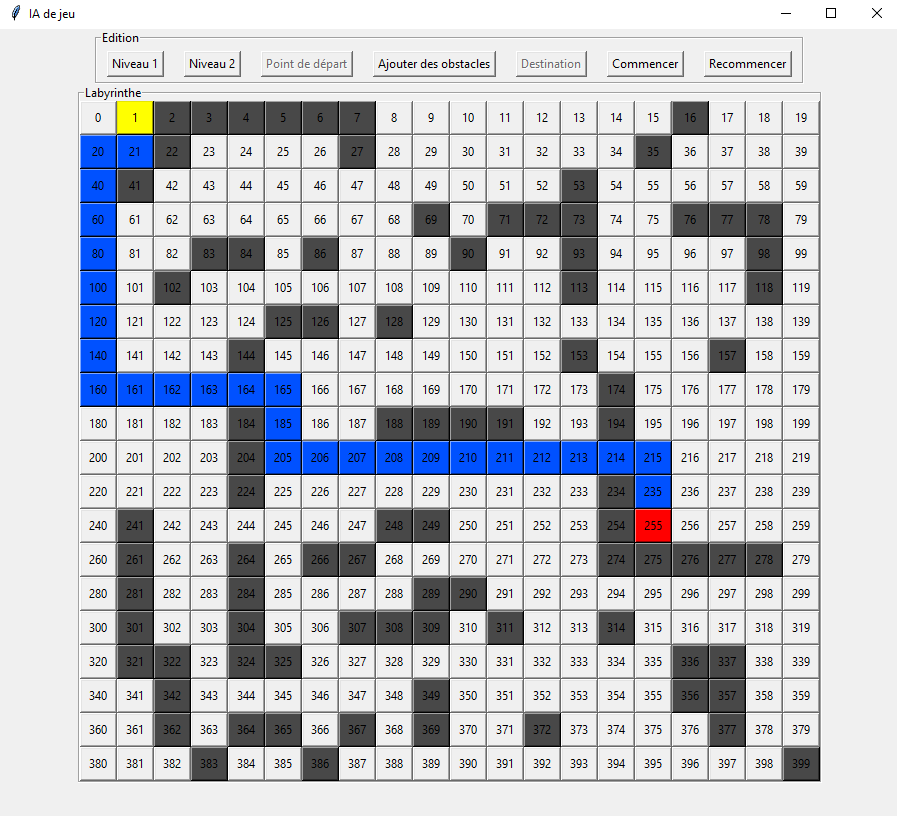 IA de jeu
Edition
Niveau 1 Niveau 2 Point de départ Ajouter des obstacles Destination Commencer Recommencer
Labyrinthe
0 1 2 3 4 5 6 7 8 9 10 11 12 13 14 15 16 17 18 19
20 21 22 23 24 25 26 27 28 29 30 31 32 33 34 35 36 37 38 39
40 41 42 43 44 45 46 47 48 49 50 51 52 53 54 55 56 57 58 59
60 61 62 63 64 65 66 67 68 69 70 71 72 73 74 75 76 77 78 79
80 81 82 83 84 85 86 87 88 89 90 91 92 93 94 95 96 97 98 99
100 101 102 103 104 105 106 107 108 109 110 111 112 113 114 115 116 117 118 119
120 121 122 123 124 125 126 127 128 129 130 131 132 133 134 135 136 137 138 139
140 141 142 143 144 145 146 147 148 149 150 151 152 153 154 155 156 157 158 159
160 161 162 163 164 165 166 167 168 169 170 171 172 173 174 175 176 177 178 179
180 181 182 183 184 185 186 187 188 189 190 191 192 193 194 195 196 197 198 199
200 201 202 203 204 205 206 207 208 209 210 211 212 213 214 215 216 217 218 219
220 221 222 223 224 225 226 227 228 229 230 231 232 233 234 235 236 237 238 239
240 241 242 243 244 245 246 247 248 249 250 251 252 253 254 255 256 257 258 259
260 261 262 263 264 265 266 267 268 269 270 271 272 273 274 275 276 277 278 279
280 281 282 283 284 285 286 287 288 289 290 291 292 293 294 295 296 297 298 299
300 301 302 303 304 305 306 307 308 309 310 311 312 313 314 315 316 317 318 319
320 321 322 323 324 325 326 327 328 329 330 331 332 333 334 335 336 337 338 339
340 341 342 343 344 345 346 347 348 349 350 351 352 353 354 355 356 357 358 359
360 361 362 363 364 365 366 367 368 369 370 371 372 373 374 375 376 377 378 379
380 381 382 383 384 385 386 387 388 389 390 391 392 393 394 395 396 397 398 399